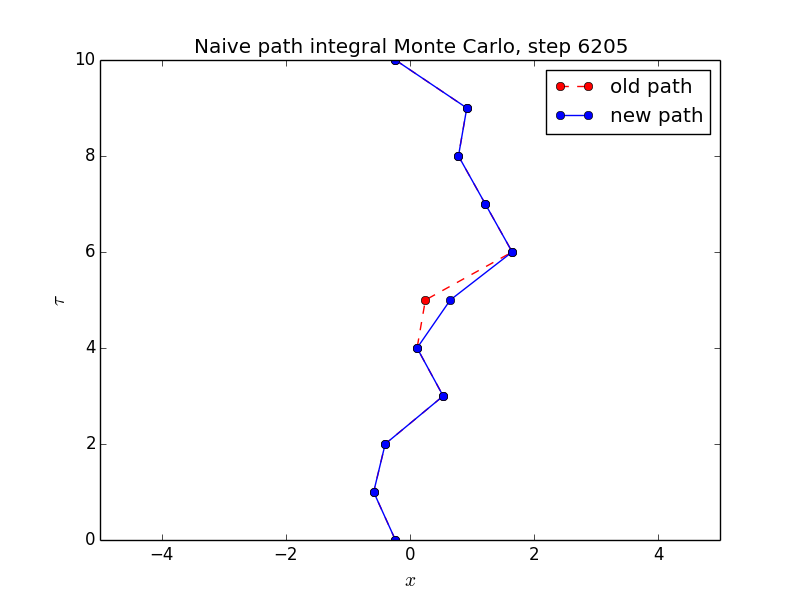 Naive path integral Monte Carlo, step 6205
10
8
6
4
2
0
τ
old path
new path
−4
−2
0
2
4
x